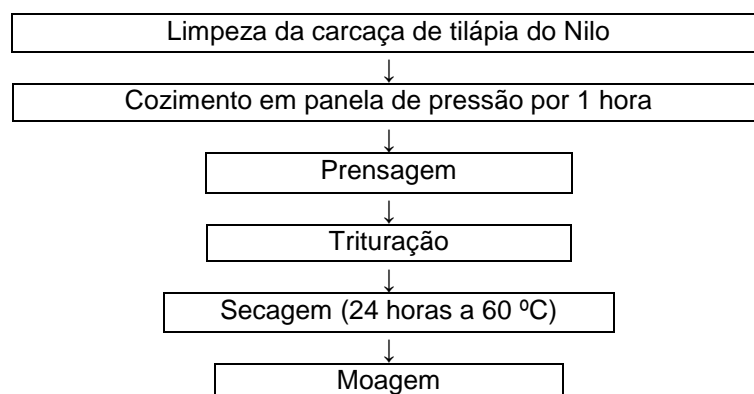 Limpeza da carcaça de tilápia do Nilo
↓
Cozimento em panela de pressão por 1 hora
↓
Prensagem
↓
Trituração
↓
Secagem (24 horas a 60 ºC)
↓
Moagem